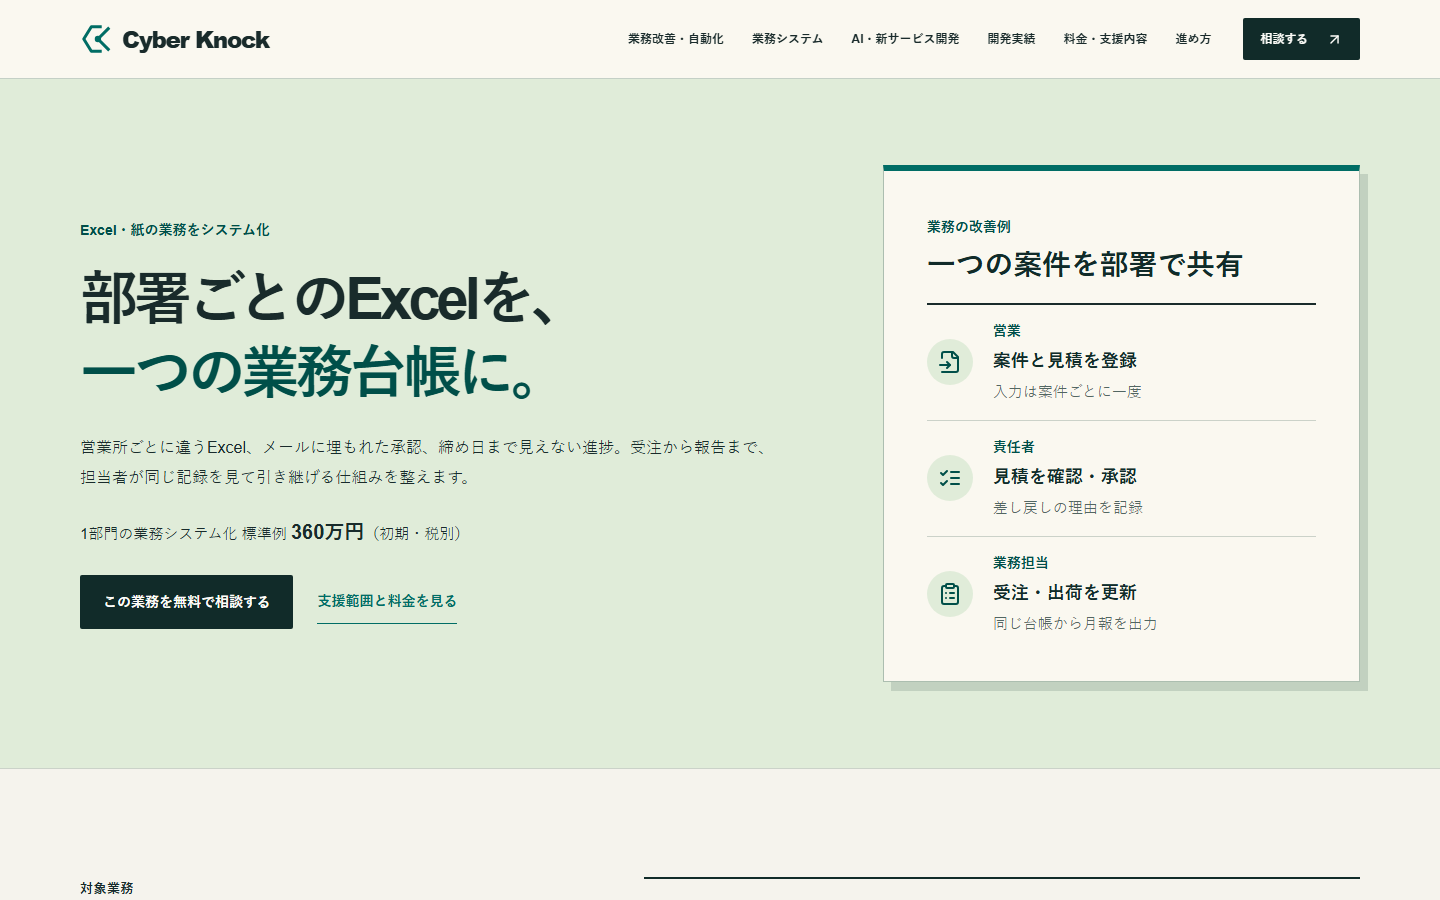 Cyber Knock
業務改善・自動化
業務システム
AI・新サービス開発
開発実績
料金・支援内容
進め方
相談する
Excel・紙の業務をシステム化
部署ごとのExcelを、
一つの業務台帳に。
営業所ごとに違うExcel、メールに埋もれた承認、締め日まで見えない進捗。受注から報告まで、
担当者が同じ記録を見て引き継げる仕組みを整えます。
1部門の業務システム化 標準例 360万円（初期・税別）
この業務を無料で相談する
支援範囲と料金を見る
業務の改善例
一つの案件を部署で共有
営業
案件と見積を登録
入力は案件ごとに一度
責任者
見積を確認・承認
差し戻しの理由を記録
業務担当
受注・出荷を更新
同じ台帳から月報を出力
対象業務